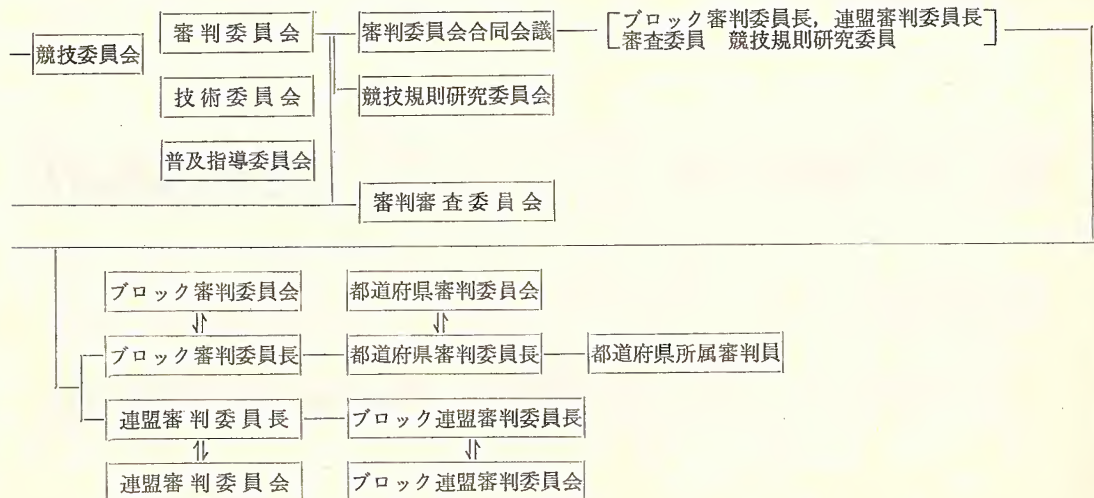 競技委員会
審判委員会
審判委員会合同会議
ブロック審判委員長, 連盟審判委員長
審査委員 競技規則研究委員
技術委員会
競技規則研究委員会
普及指導委員会
審判審査委員会
ブロック審判委員会
都道府県審判委員会
ブロック審判委員長
都道府県審判委員長
都道府県所属審判員
連盟審判委員長
ブロック連盟審判委員長
連盟審判委員会
ブロック連盟審判委員会